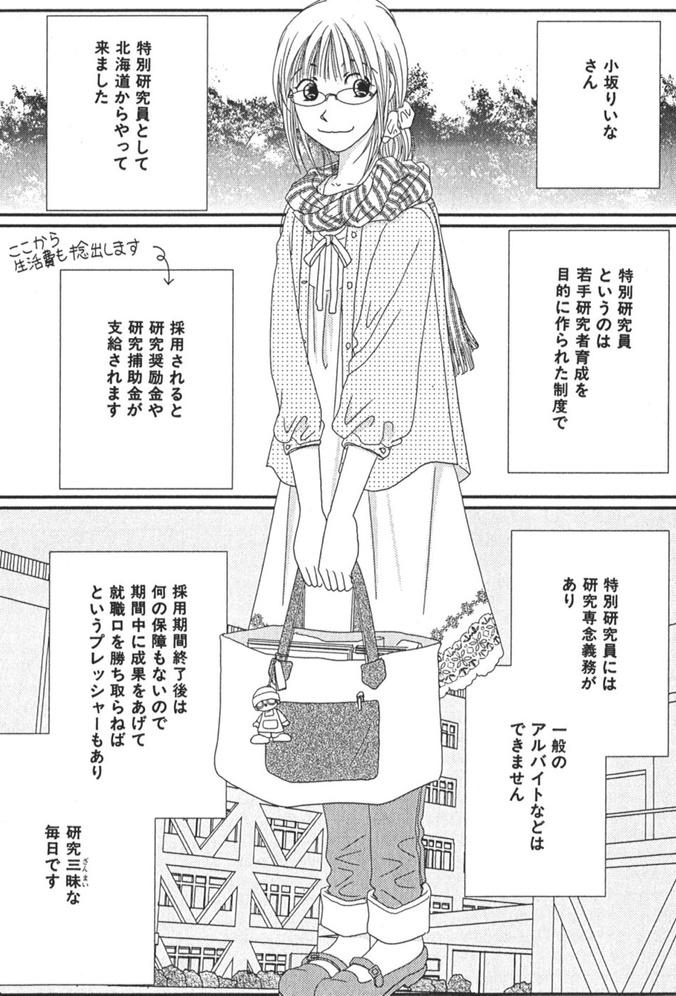 小坂りいな
さん
特別研究員として
北海道からやって
来ました
特別研究員
というのは
若手研究者育成を
目的に作られた制度で
採用されると
研究奨励金や
研究補助金が
支給されます
ここから
生活費も捻出します
特別研究員には
研究専念義務が
あり
一般の
アルバイトなどは
できません
採用期間終了後は
何の保障もないので
期間中に成果をあげて
就職口を勝ち取らねば
というプレッシャーもあり
研究三昧な
ざんまい
毎日です